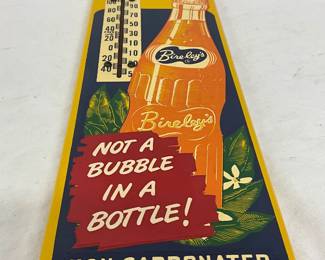 Bireley's
Bireley's
NOT A
BUBBLE
IN A
BOTTLE!
NON-CARBONATED